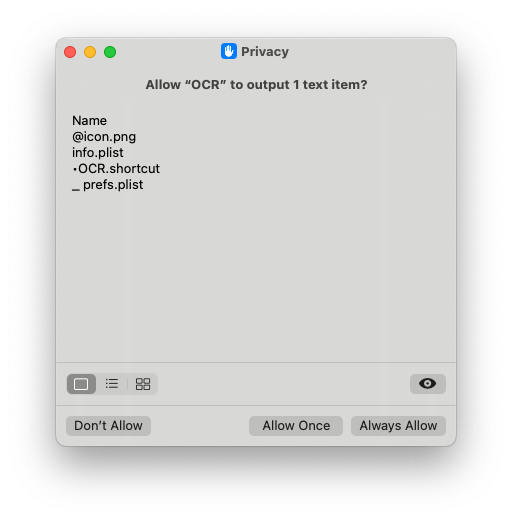 Privacy
Allow “OCR” to output 1 text item?
Name
@icon.png
info.plist
•OCR.shortcut
_ prefs.plist
Don’t Allow
Allow Once
Always Allow